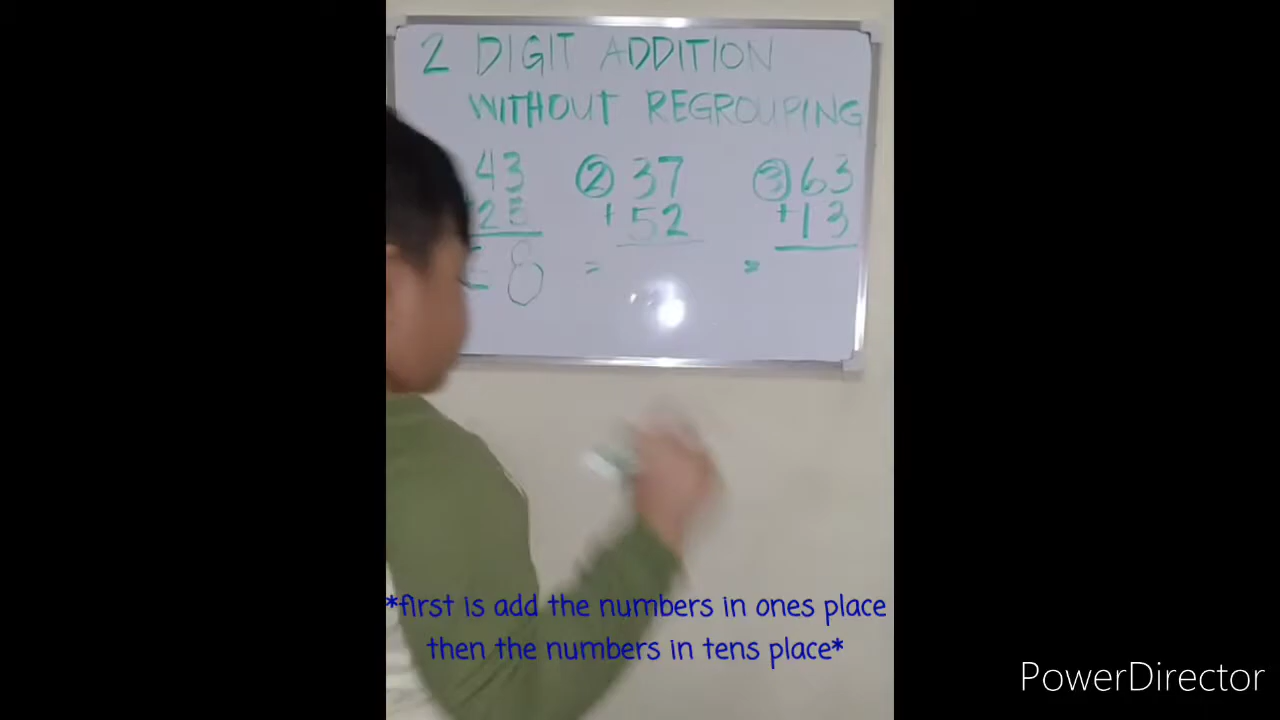 2 DIGIT ADDITION
WITHOUT REGROUPING
43 ② 37 ③ 63
25 + 52 + 13
8 = =
*first is add the numbers in ones place
then the numbers in tens place*
PowerDirector